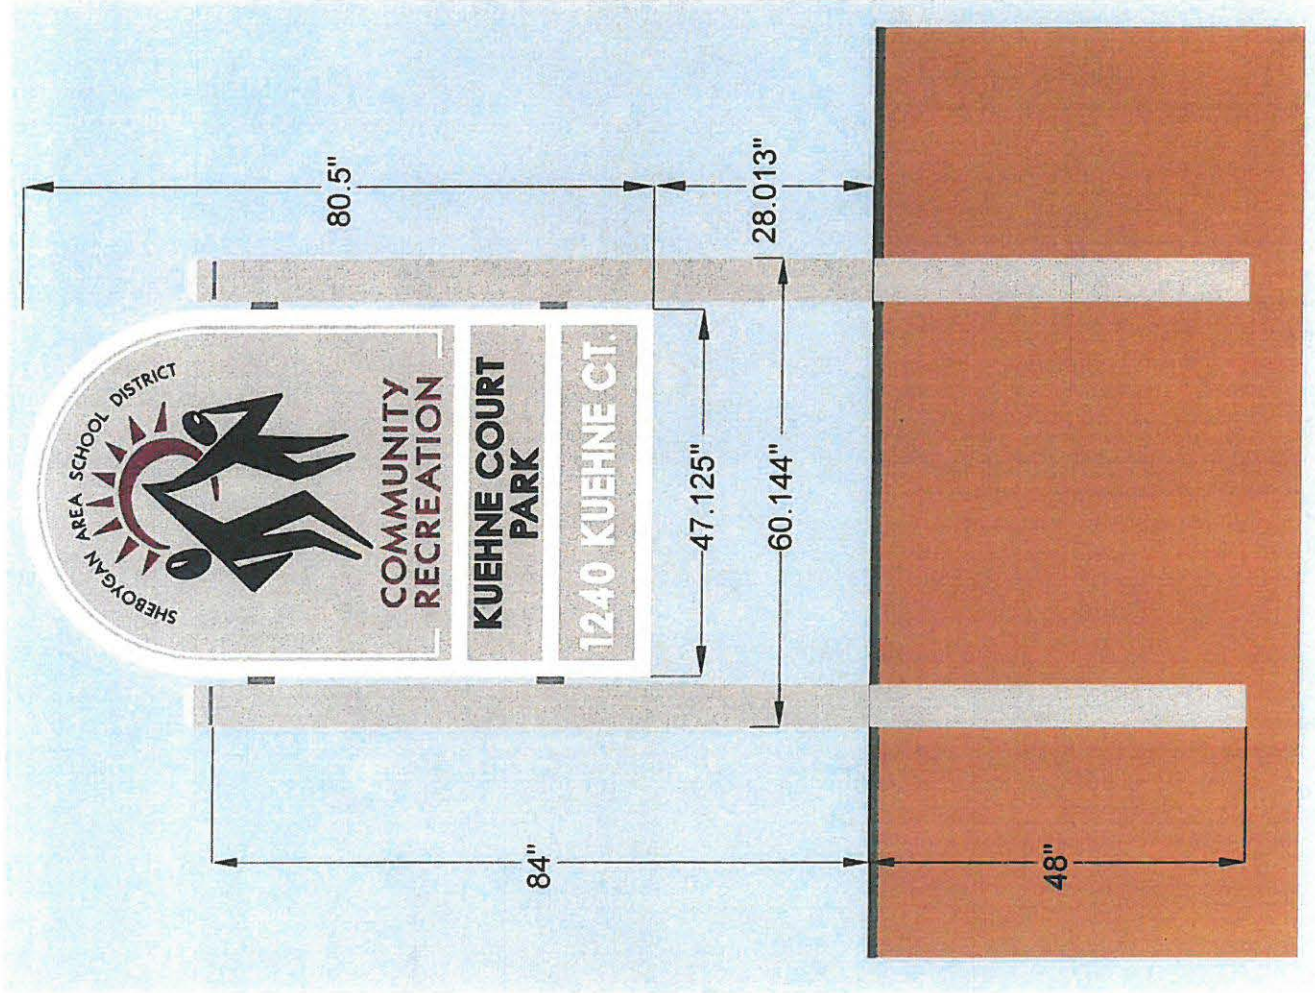 SHEBOYGAN AREA SCHOOL DISTRICT
COMMUNITY
RECREATION
KUEHNE COURT
PARK
1240 KUEHNE CT.
80.5"
28.013"
47.125"
60.144"
84"
48"